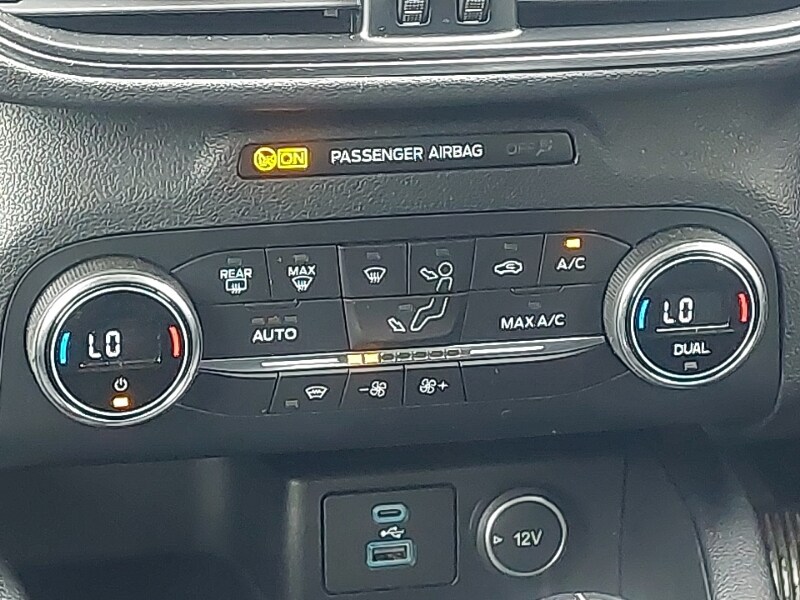 ON PASSENGER AIRBAG OFF
REAR MAX A/C
AUTO MAX A/C
LO LO
DUAL
- +
12V